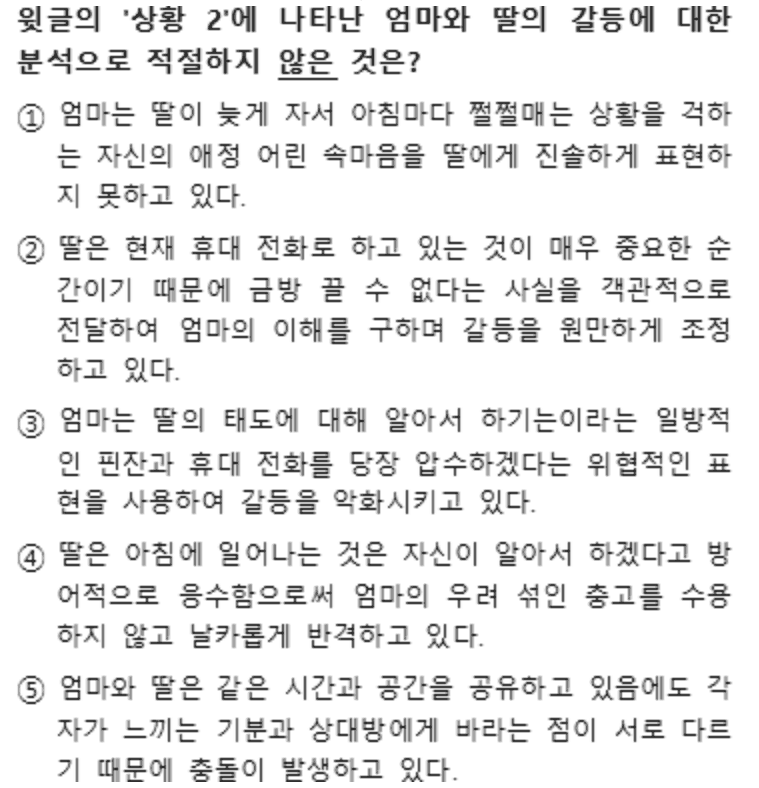 윗글의 '상황 2'에 나타난 엄마와 딸의 갈등에 대한
분석으로 적절하지 않은 것은?
① 엄마는 딸이 늦게 자서 아침마다 쩔쩔매는 상황을 걱하
는 자신의 애정 어린 속마음을 딸에게 진솔하게 표현하
지 못하고 있다.
② 딸은 현재 휴대 전화로 하고 있는 것이 매우 중요한 순
간이기 때문에 금방 끌 수 없다는 사실을 객관적으로
전달하여 엄마의 이해를 구하며 갈등을 원만하게 조정
하고 있다.
③ 엄마는 딸의 태도에 대해 알아서 하기는이라는 일방적
인 핀잔과 휴대 전화를 당장 압수하겠다는 위협적인 표
현을 사용하여 갈등을 악화시키고 있다.
④ 딸은 아침에 일어나는 것은 자신이 알아서 하겠다고 방
어적으로 응수함으로써 엄마의 우려 섞인 충고를 수용
하지 않고 날카롭게 반격하고 있다.
⑤ 엄마와 딸은 같은 시간과 공간을 공유하고 있음에도 각
자가 느끼는 기분과 상대방에게 바라는 점이 서로 다르
기 때문에 충돌이 발생하고 있다.